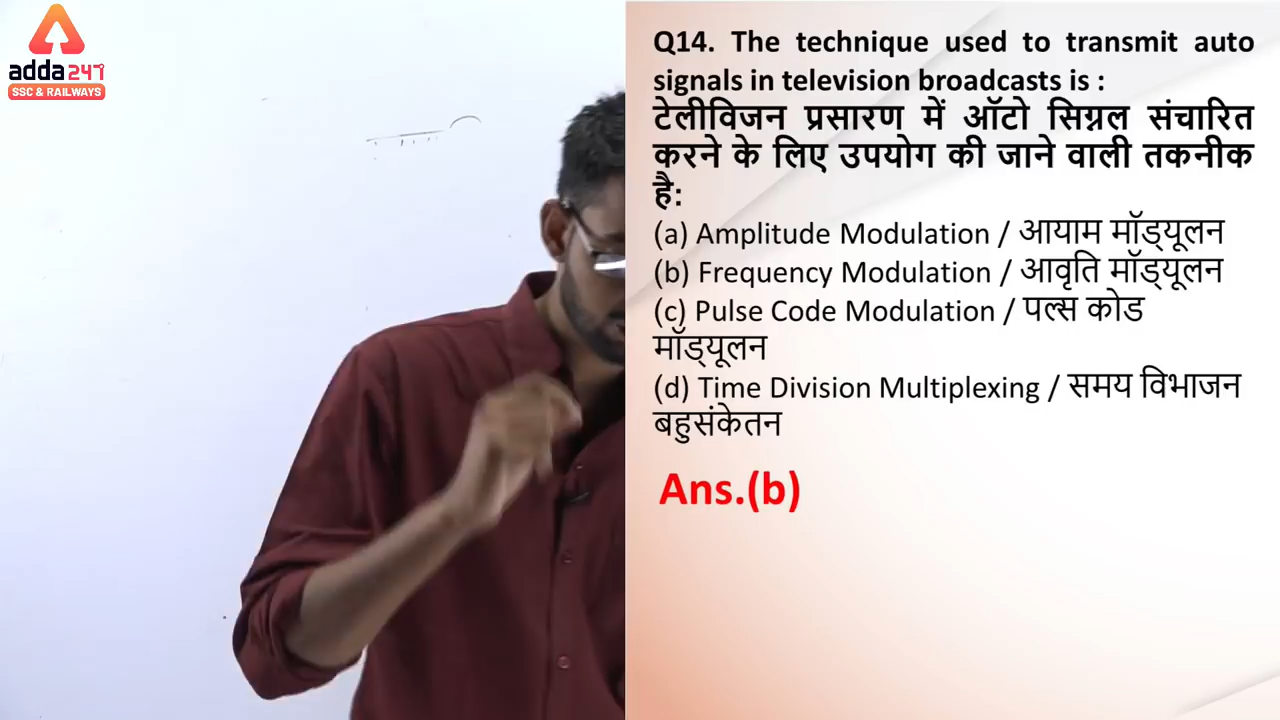 adda247
SSC & RAILWAYS
Q14. The technique used to transmit auto
signals in television broadcasts is :
टेलीविजन प्रसारण में ऑटो सिग्नल संचारित
करने के लिए उपयोग की जाने वाली तकनीक
है:
(a) Amplitude Modulation / आयाम मॉड्यूलन
(b) Frequency Modulation / आवृति मॉड्यूलन
(c) Pulse Code Modulation / पल्स कोड
मॉड्यूलन
(d) Time Division Multiplexing / समय विभाजन
बहुसंकेतन
Ans.(b)